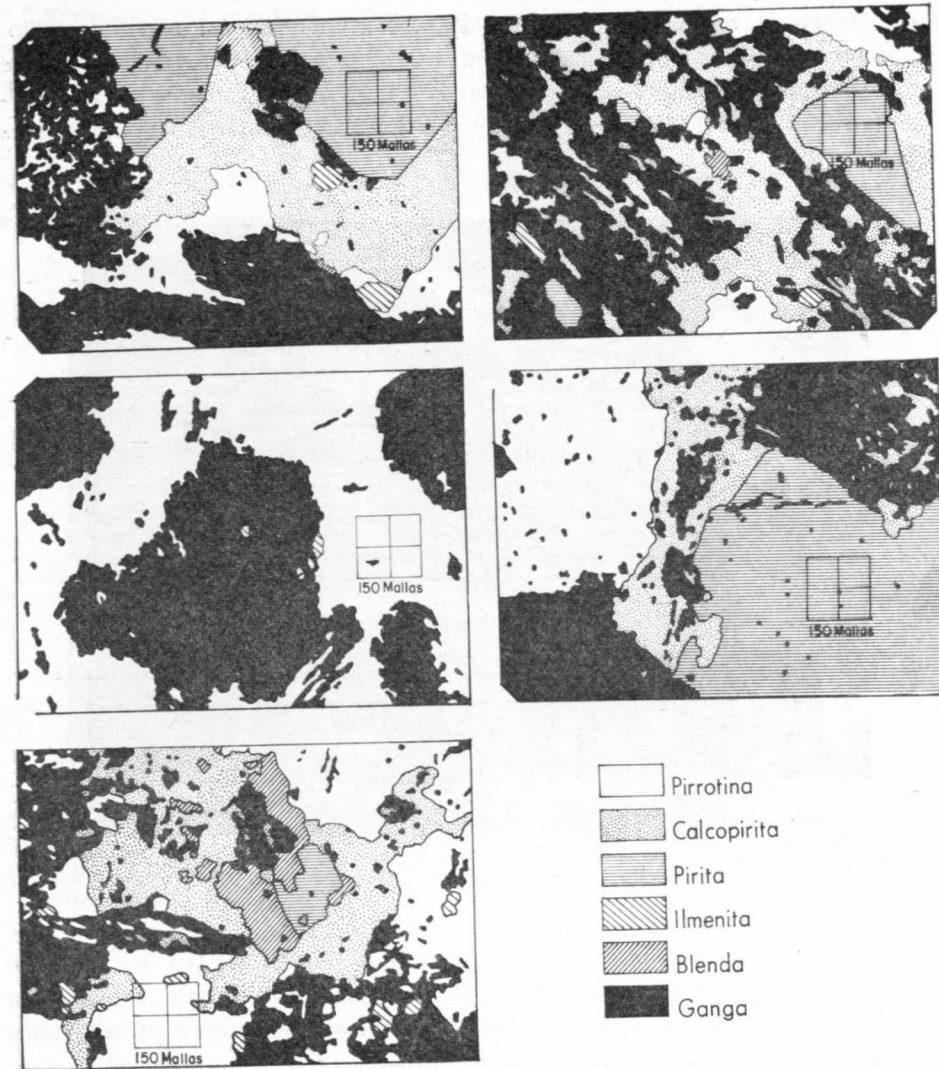 150 Mallas
150 Mallas
150 Mallas
150 Mallas
150 Mallas
Pirrotina
Calcopirita
Pirita
Ilmenita
Blenda
Ganga